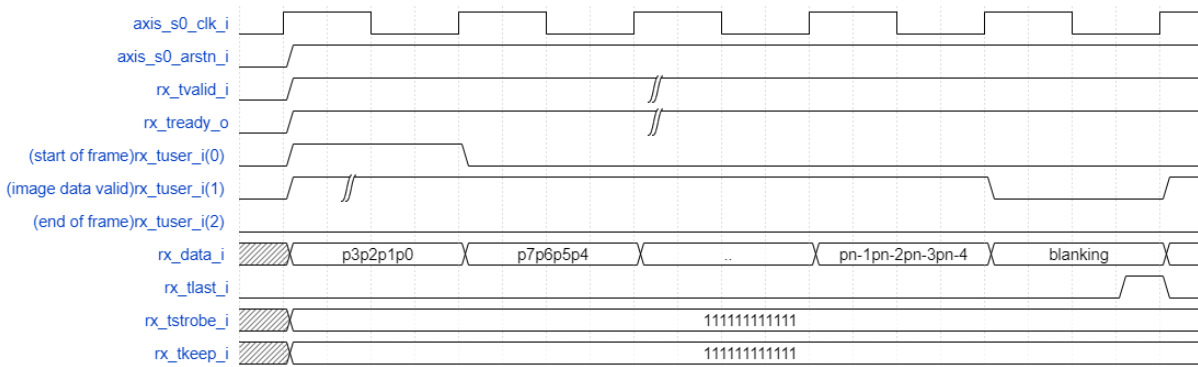 axis_s0_clk_i
axis_s0_arstn_i
rx_tvalid_i
rx_tready_o
(start of frame)rx_tuser_i(0)
(image data valid)rx_tuser_i(1)
(end of frame)rx_tuser_i(2)
rx_data_i p3p2p1p0 p7p6p5p4 .. pn-1pn-2pn-3pn-4 blanking
rx_tlast_i
rx_tstrobe_i 111111111111
rx_tkeep_i 111111111111